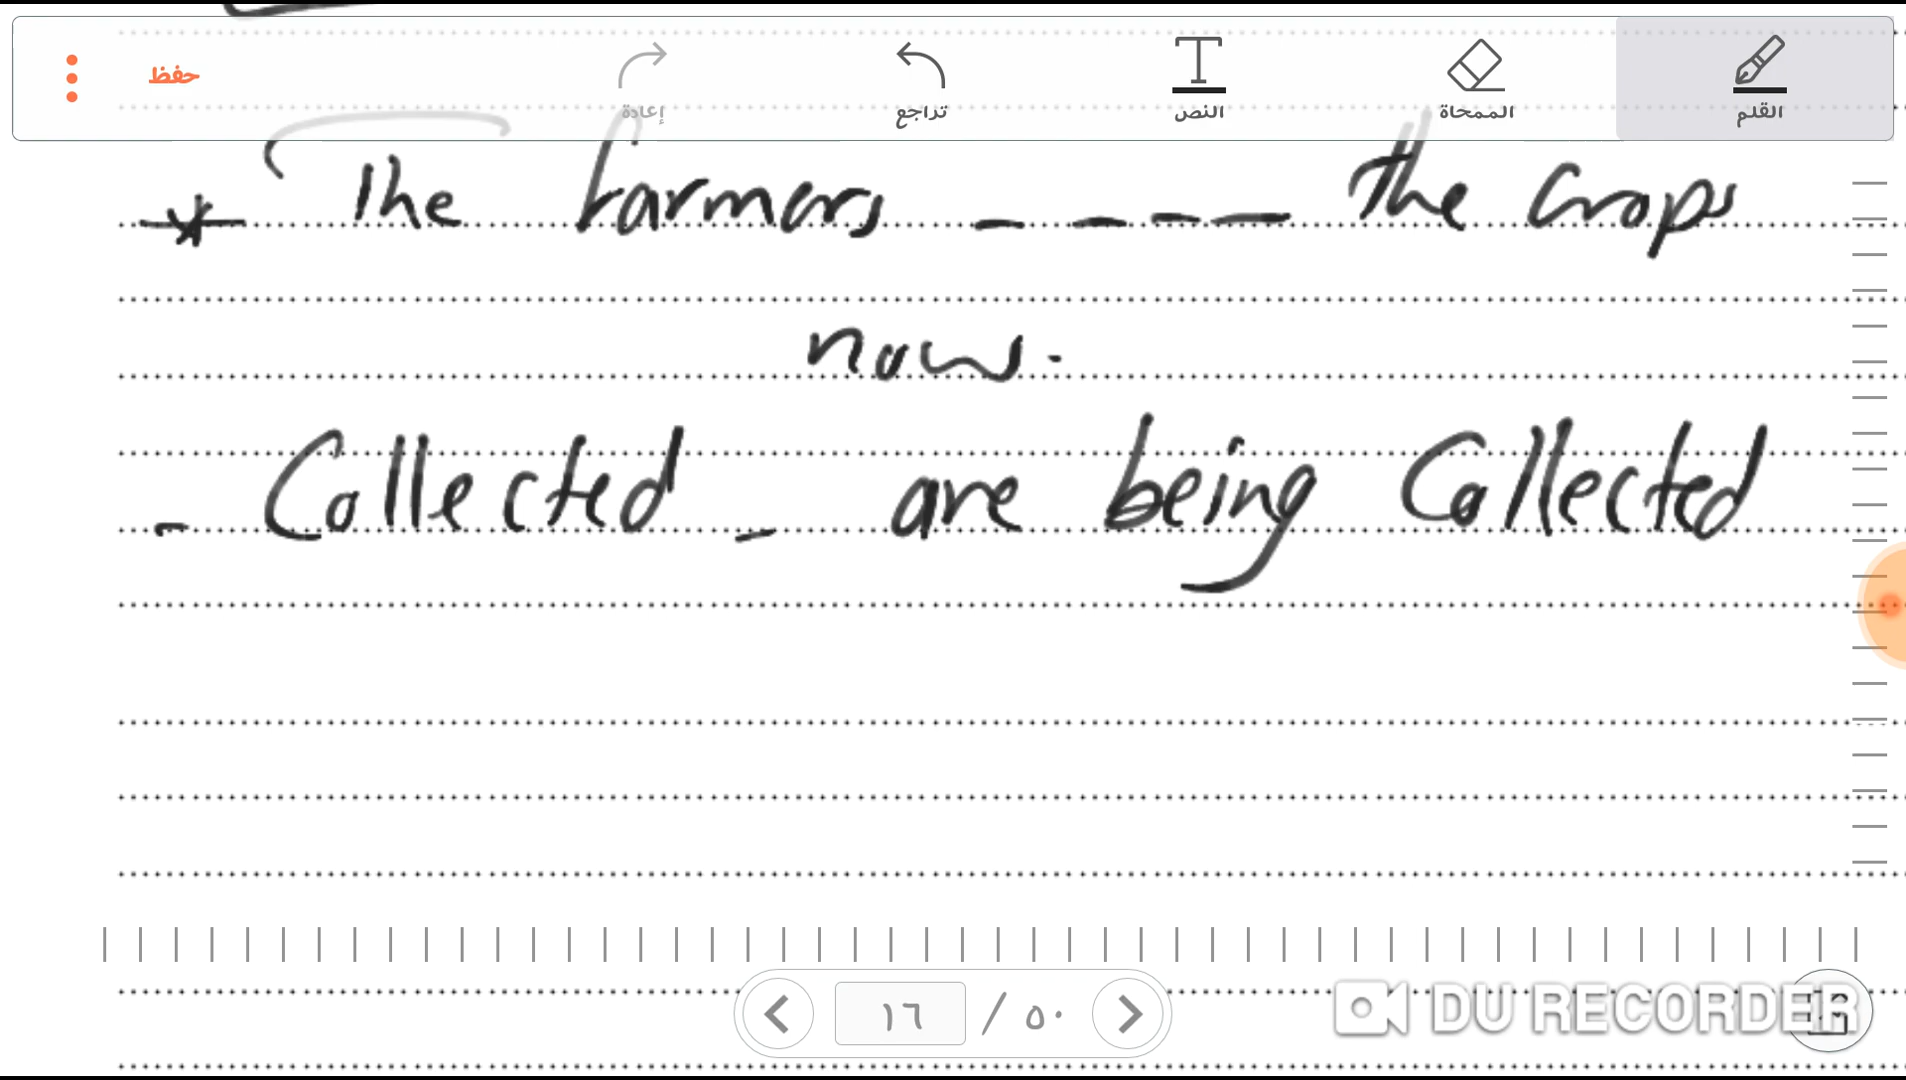 حفظ إعادة تراجع النص الممحاة القلم
* The farmers - - - - The Crops
now.
- Collected - are being Collected
١٦ / ٥٠
DU RECORDER